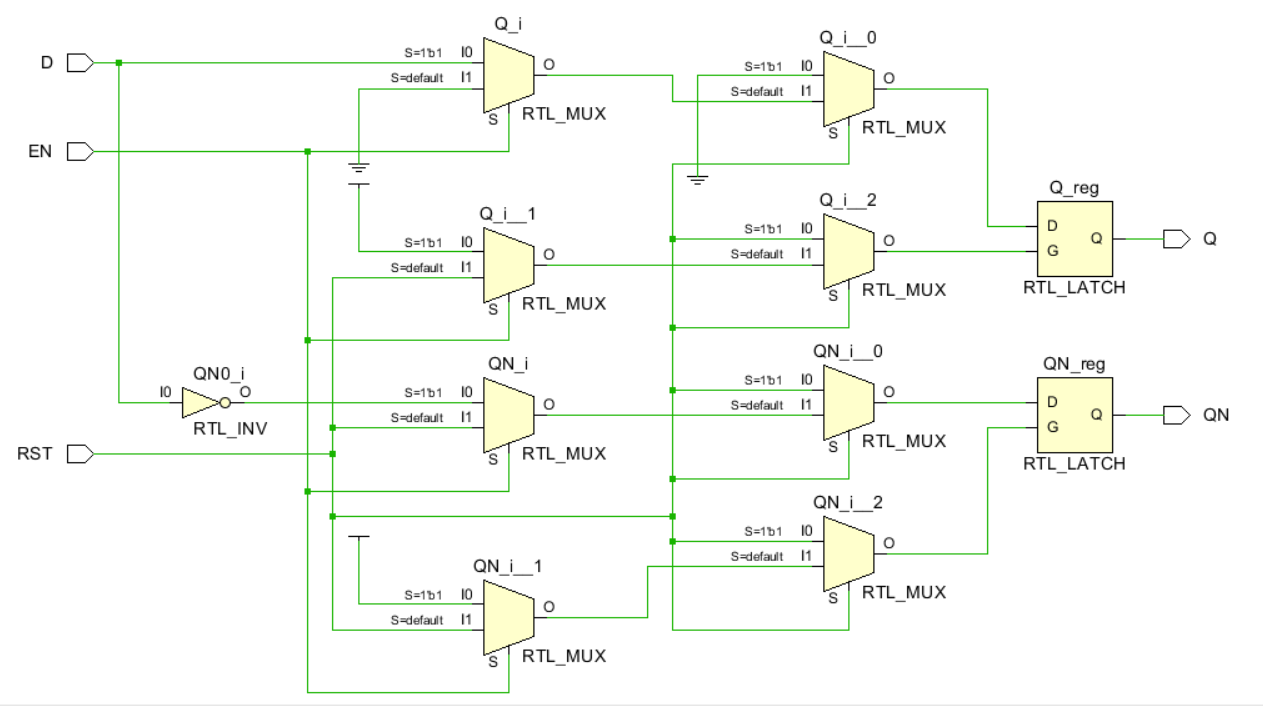 D
EN
RST
Q_i
S=1'b1 I0
S=default I1
O
S
RTL_MUX
Q_i__0
S=1'b1 I0
S=default I1
O
S
RTL_MUX
Q_i__1
S=1'b1 I0
S=default I1
O
S
RTL_MUX
Q_i__2
S=1'b1 I0
S=default I1
O
S
RTL_MUX
Q_reg
D
G
Q
RTL_LATCH
Q
QN0_i
I0
O
RTL_INV
QN_i
S=1'b1 I0
S=default I1
O
S
RTL_MUX
QN_i__0
S=1'b1 I0
S=default I1
O
S
RTL_MUX
QN_reg
D
G
Q
RTL_LATCH
QN
QN_i__1
S=1'b1 I0
S=default I1
O
S
RTL_MUX
QN_i__2
S=1'b1 I0
S=default I1
O
S
RTL_MUX